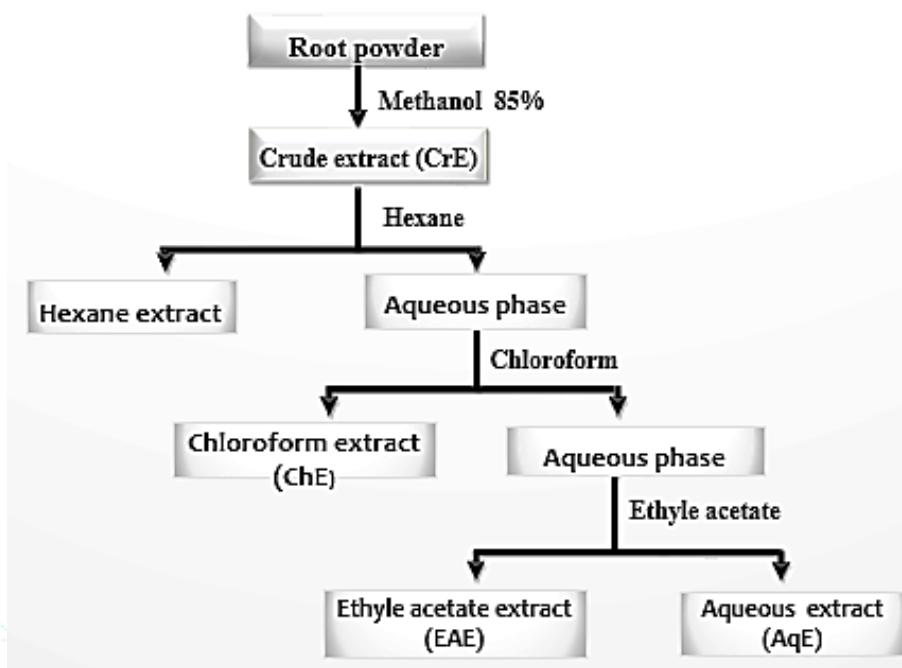 Root powder
Methanol 85%
Crude extract (CrE)
Hexane
Hexane extract
Aqueous phase
Chloroform
Chloroform extract
(ChE)
Aqueous phase
Ethyle acetate
Ethyle acetate extract
(EAE)
Aqueous extract
(AqE)